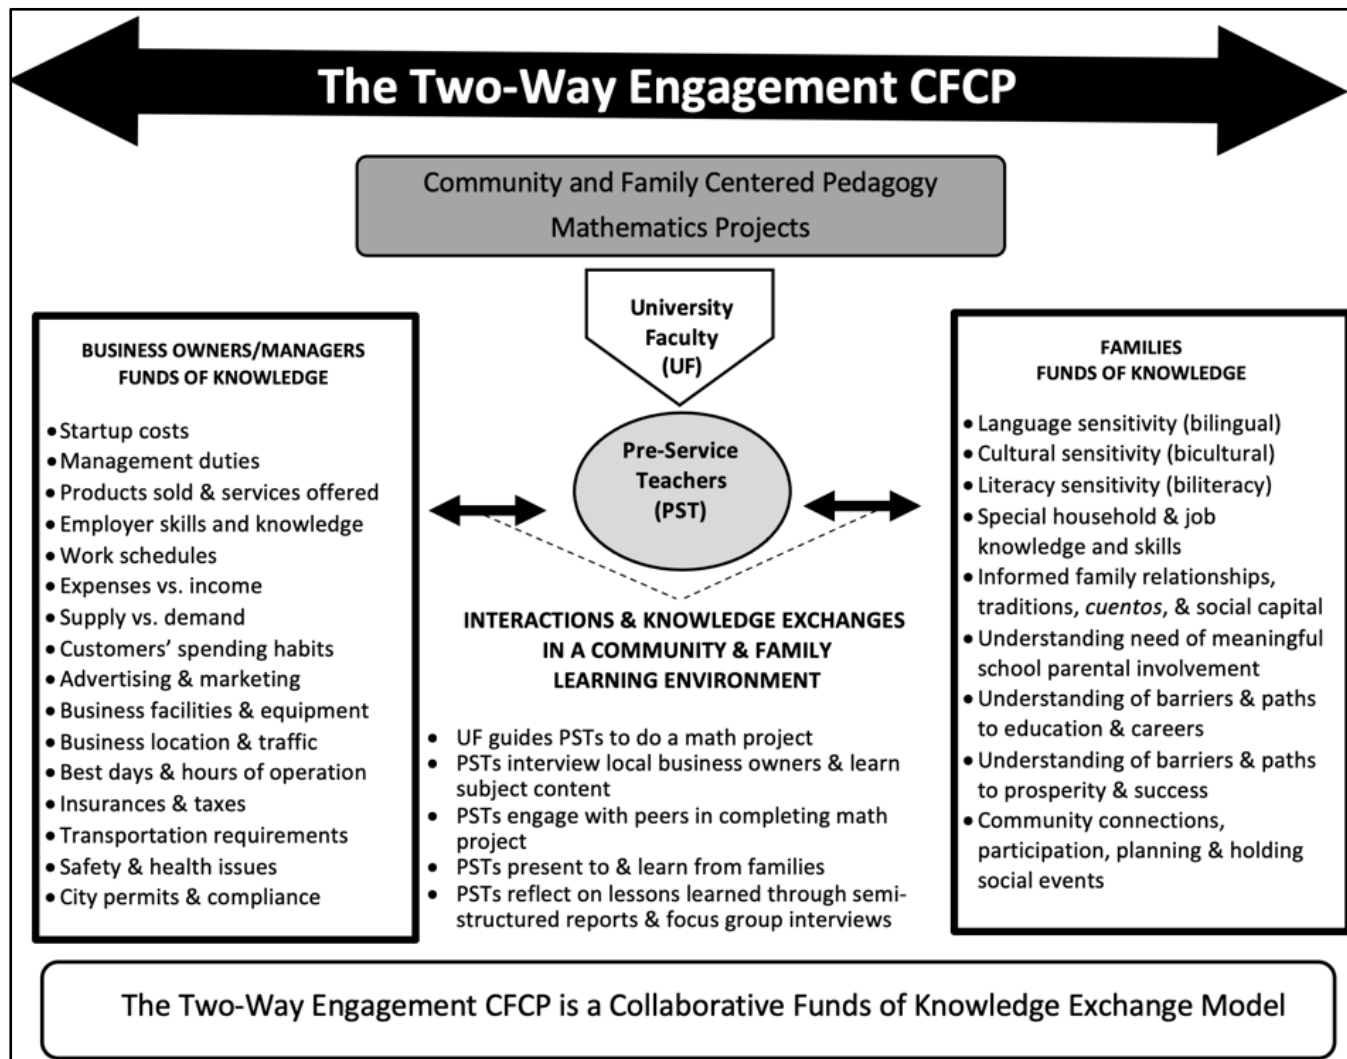 The Two-Way Engagement CFCP
Community and Family Centered Pedagogy
Mathematics Projects
University
Faculty
(UF)
Pre-Service
Teachers
(PST)
BUSINESS OWNERS/MANAGERS
FUNDS OF KNOWLEDGE
• Startup costs
• Management duties
• Products sold & services offered
• Employer skills and knowledge
• Work schedules
• Expenses vs. income
• Supply vs. demand
• Customers’ spending habits
• Advertising & marketing
• Business facilities & equipment
• Business location & traffic
• Best days & hours of operation
• Insurances & taxes
• Transportation requirements
• Safety & health issues
• City permits & compliance
INTERACTIONS & KNOWLEDGE EXCHANGES
IN A COMMUNITY & FAMILY
LEARNING ENVIRONMENT
• UF guides PSTs to do a math project
• PSTs interview local business owners & learn
subject content
• PSTs engage with peers in completing math
project
• PSTs present to & learn from families
• PSTs reflect on lessons learned through semi-
structured reports & focus group interviews
FAMILIES
FUNDS OF KNOWLEDGE
• Language sensitivity (bilingual)
• Cultural sensitivity (bicultural)
• Literacy sensitivity (biliteracy)
• Special household & job
knowledge and skills
• Informed family relationships,
traditions, cuentos, & social capital
• Understanding need of meaningful
school parental involvement
• Understanding of barriers & paths
to education & careers
• Understanding of barriers & paths
to prosperity & success
• Community connections,
participation, planning & holding
social events
The Two-Way Engagement CFCP is a Collaborative Funds of Knowledge Exchange Model